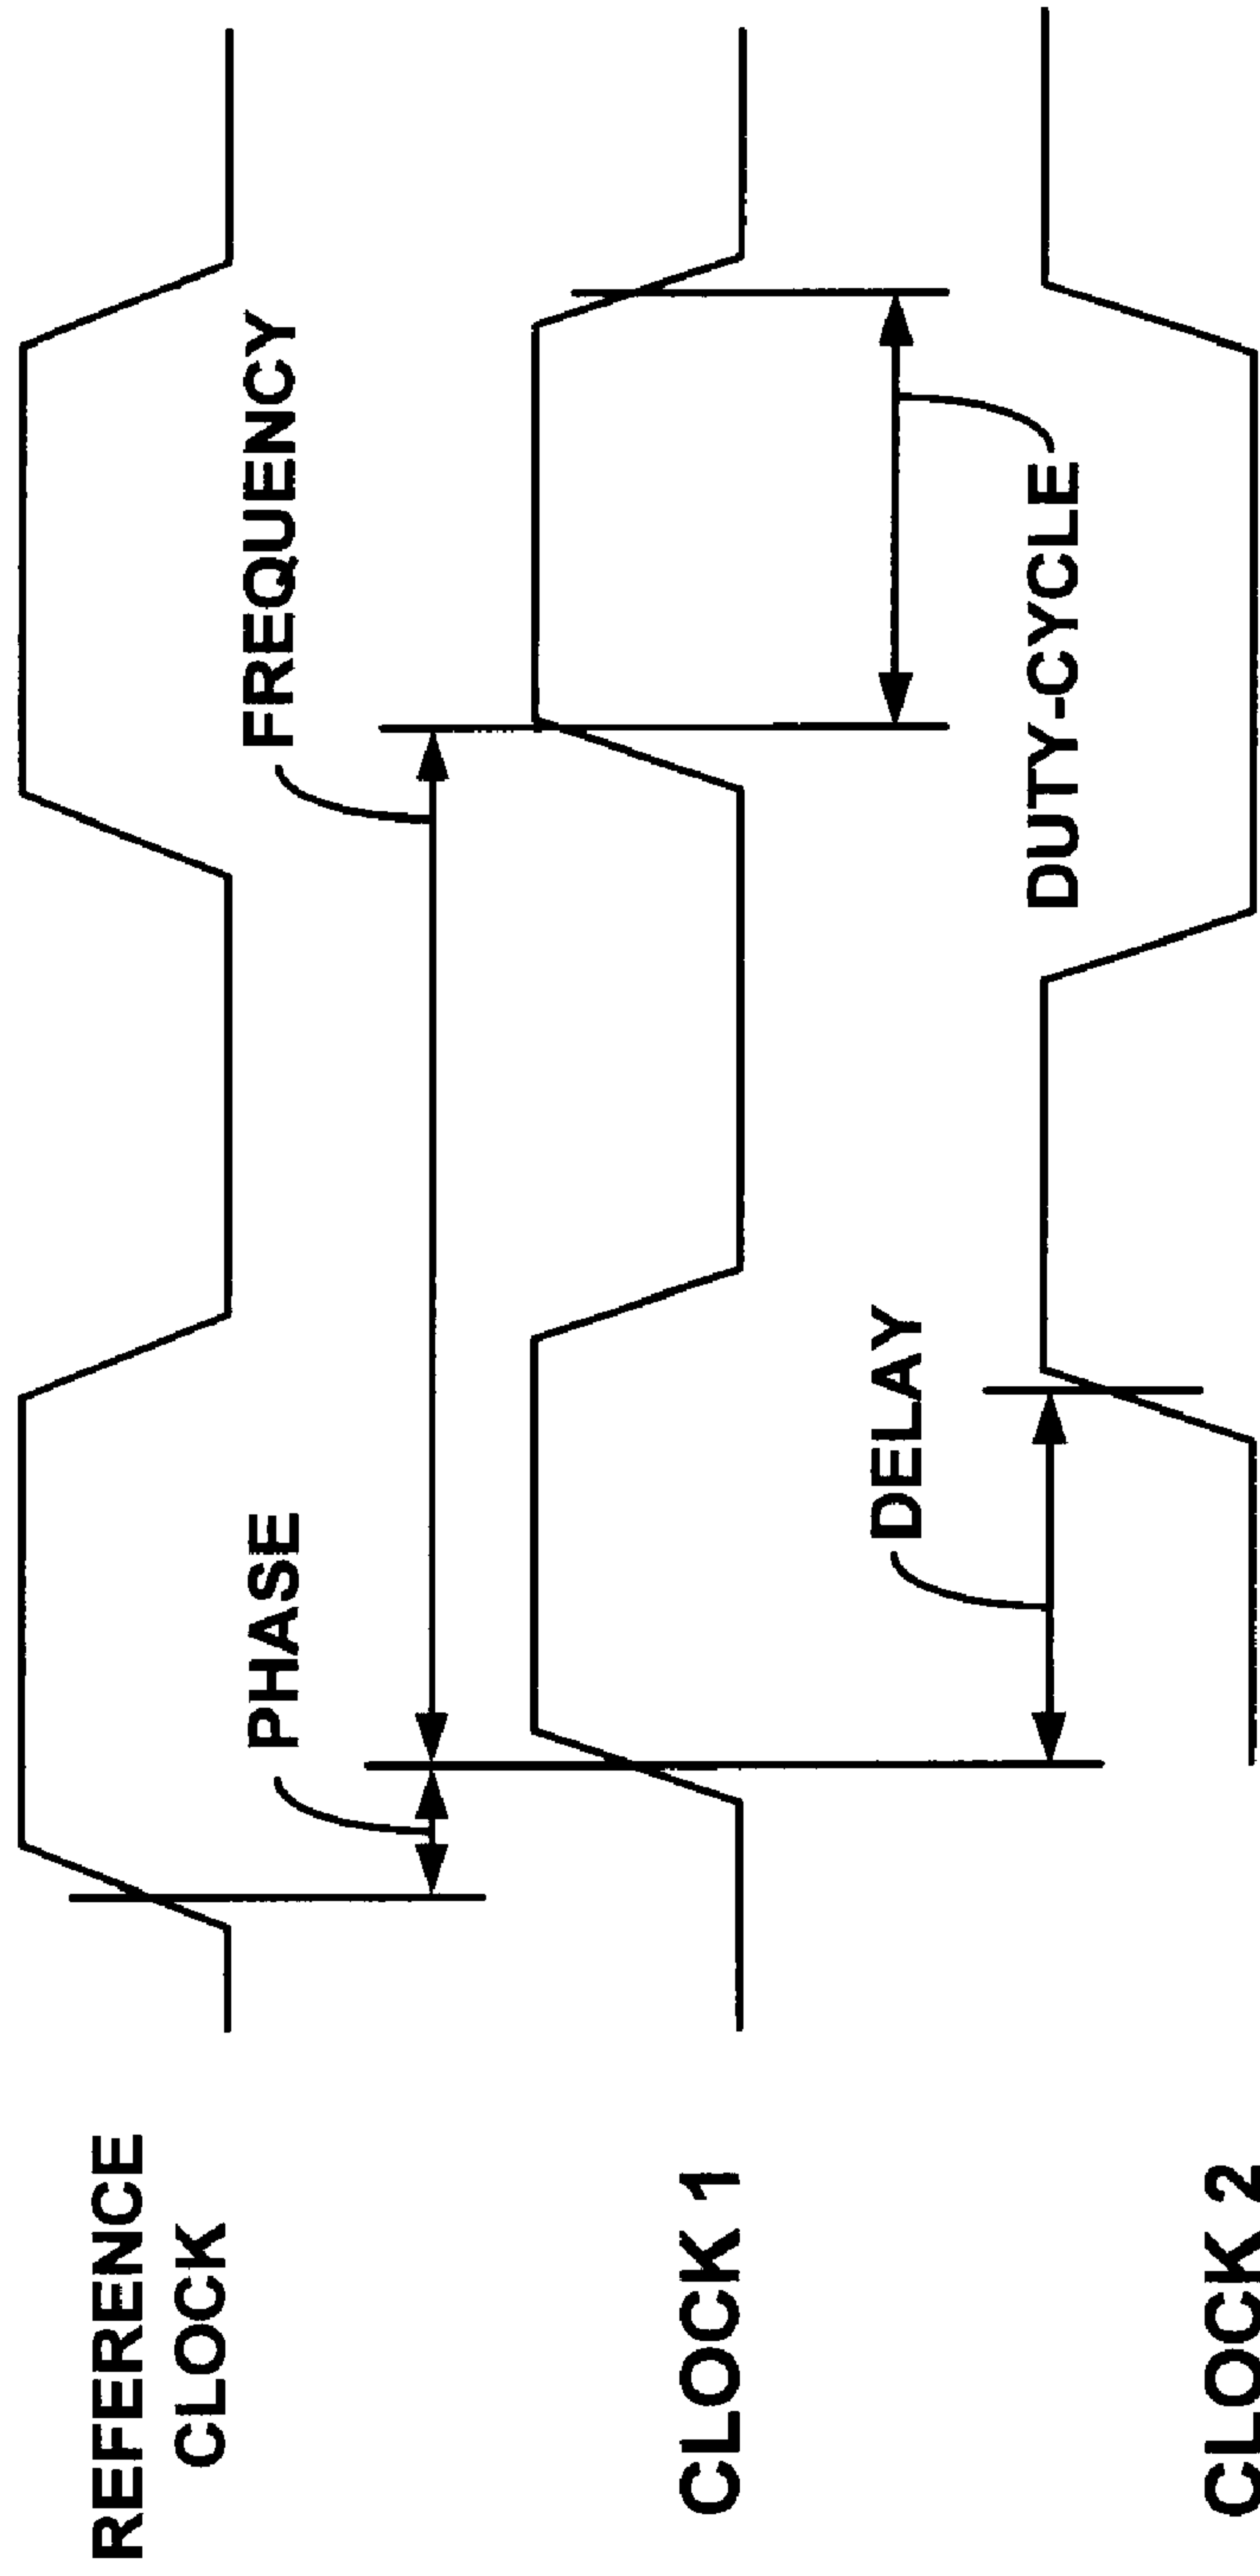 REFERENCE
CLOCK
PHASE
FREQUENCY
CLOCK 1
DELAY
DUTY-CYCLE
CLOCK 2